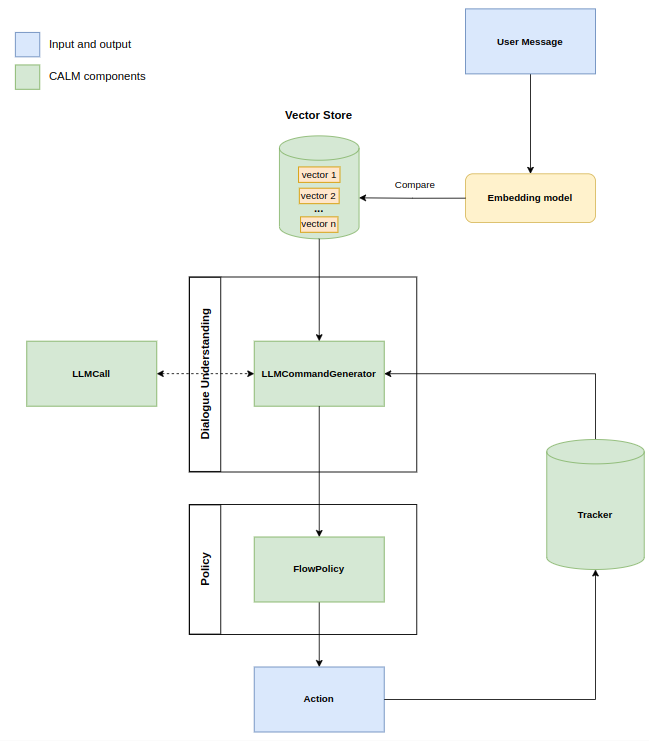 Input and output
CALM components
User Message
Vector Store
vector 1
vector 2
...
vector n
Compare
Embedding model
Dialogue Understanding
LLMCall
LLMCommandGenerator
Tracker
Policy
FlowPolicy
Action